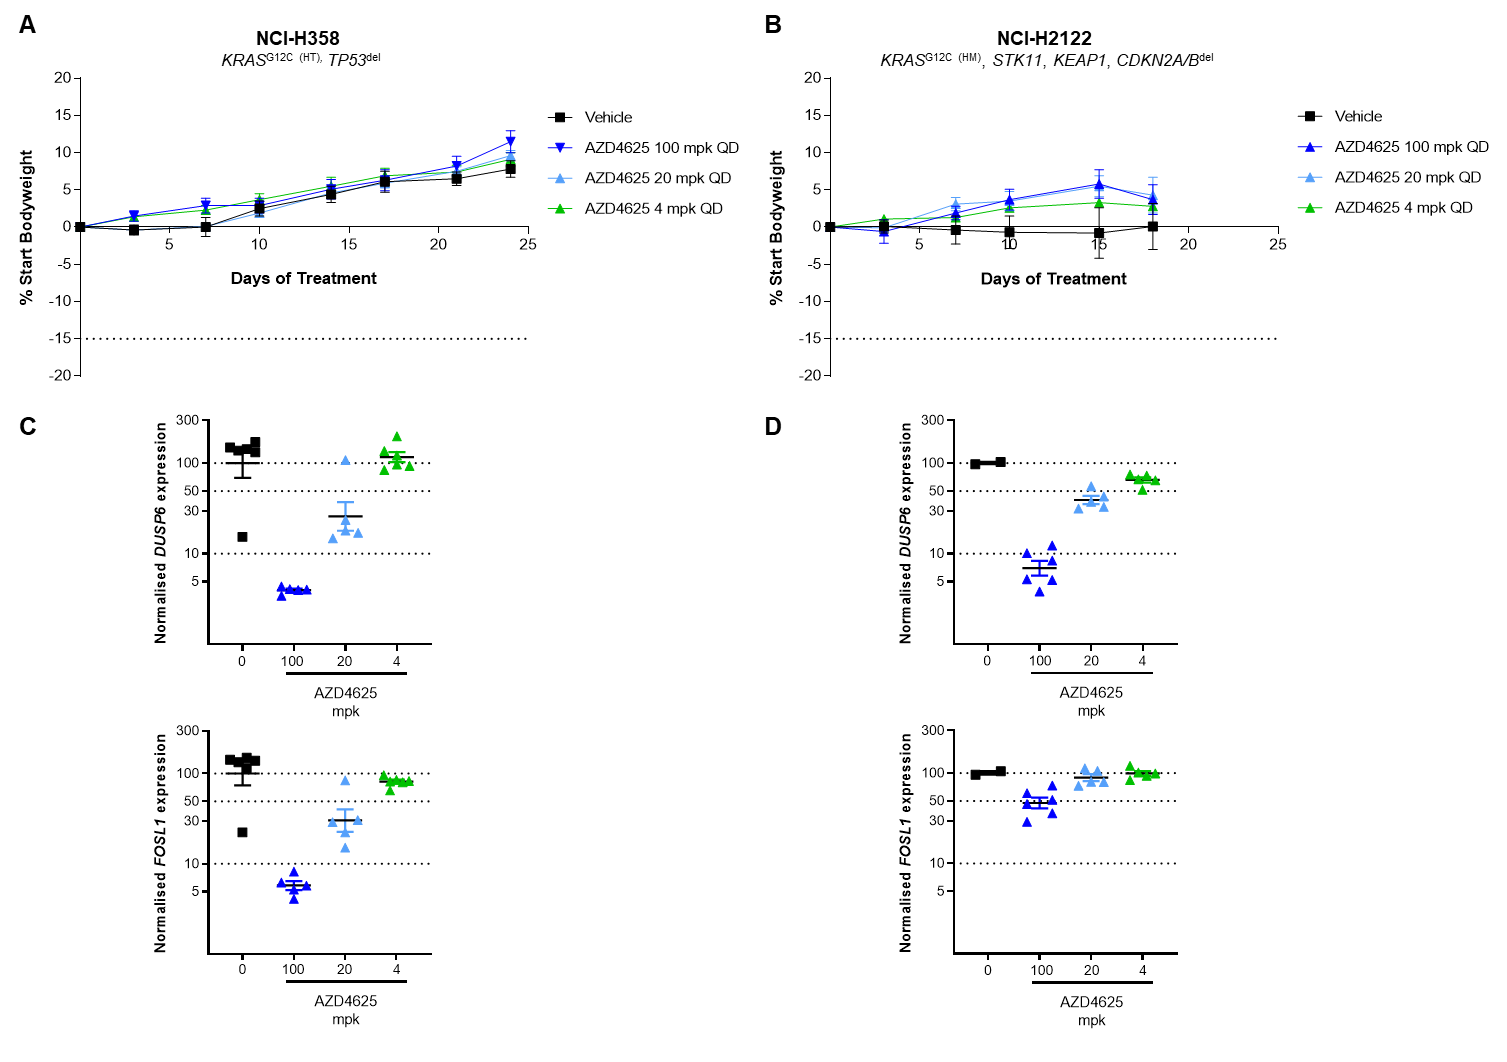 A
NCI-H358
KRAS^G12C (HT), TP53^del
20
15
10
5
0
-5
-10
-15
-20
% Start Bodyweight
5 10 15 20 25
Days of Treatment
Vehicle
AZD4625 100 mpk QD
AZD4625 20 mpk QD
AZD4625 4 mpk QD
B
NCI-H2122
KRAS^G12C (HM), STK11, KEAP1, CDKN2A/B^del
20
15
10
5
0
-5
-10
-15
-20
% Start Bodyweight
5 10 15 20 25
Days of Treatment
Vehicle
AZD4625 100 mpk QD
AZD4625 20 mpk QD
AZD4625 4 mpk QD
C
Normalised DUSP6 expression
300
100
50
30
10
5
0 100 20 4
AZD4625
mpk
Normalised FOSL1 expression
300
100
50
30
10
5
0 100 20 4
AZD4625
mpk
D
Normalised DUSP6 expression
300
100
50
30
10
5
0 100 20 4
AZD4625
mpk
Normalised FOSL1 expression
300
100
50
30
10
5
0 100 20 4
AZD4625
mpk